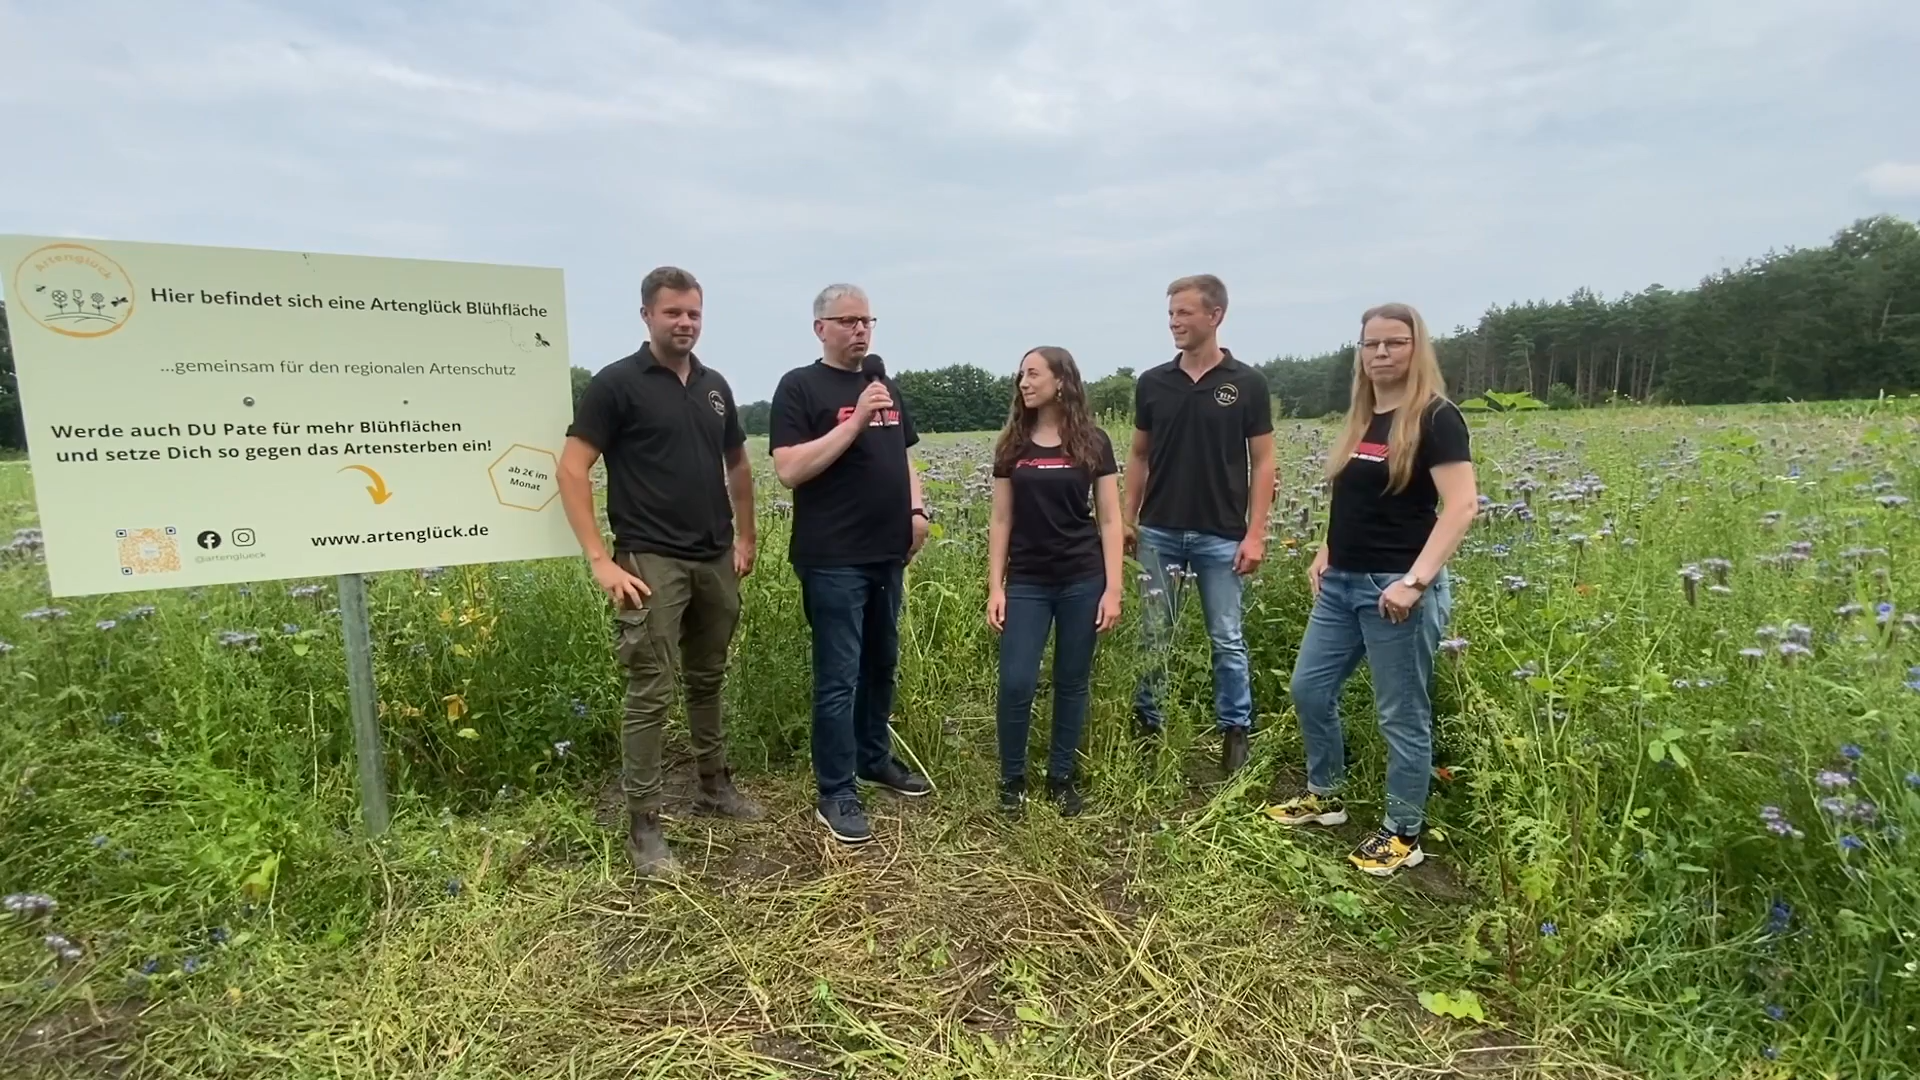 Artenglück
Hier befindet sich eine Artenglück Blühfläche
...gemeinsam für den regionalen Artenschutz
Werde auch DU Pate für mehr Blühflächen
und setze Dich so gegen das Artensterben ein!
ab 2€ im
Monat
www.artenglück.de
@artenglueck